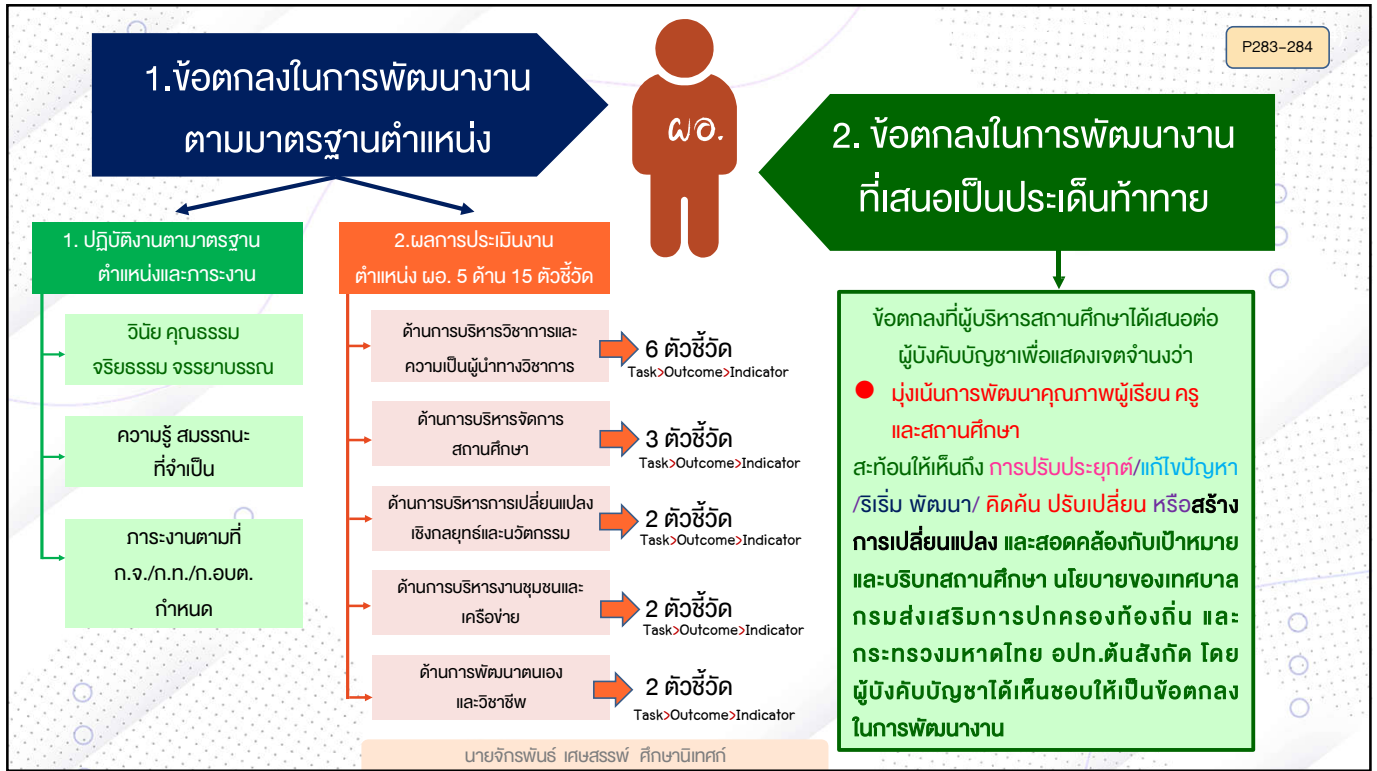 P283-284
1.ข้อตกลงในการพัฒนางาน
ตามมาตรฐานตำแหน่ง
ผอ.
2. ข้อตกลงในการพัฒนางาน
ที่เสนอเป็นประเด็นท้าทาย
1. ปฏิบัติงานตามาตรฐาน
ตำแหน่งและภาระงาน
วินัย คุณธรรม
จริยธรรม จรรยาบรรณ
ความรู้ สมรรถนะ
ที่จำเป็น
ภาระงานตามที่
ก.จ./ก.ท./ก.อบต.
กำหนด
2.ผลการประเมินงาน
ตำแหน่ง ผอ. 5 ด้าน 15 ตัวชี้วัด
ด้านการบริหารวิชาการและ
ความเป็นผู้นำทางวิชาการ
6 ตัวชี้วัด
Task>Outcome>Indicator
ด้านการบริหารจัดการ
สถานศึกษา
3 ตัวชี้วัด
Task>Outcome>Indicator
ด้านการบริหารการเปลี่ยนแปลง
เชิงกลยุทธ์และนวัตกรรม
2 ตัวชี้วัด
Task>Outcome>Indicator
ด้านการบริหารงานชุมชนและ
เครือข่าย
2 ตัวชี้วัด
Task>Outcome>Indicator
ด้านการพัฒนาตนเอง
และวิชาชีพ
2 ตัวชี้วัด
Task>Outcome>Indicator
ข้อตกลงที่ผู้บริหารสถานศึกษาได้เสนอต่อ
ผู้บังคับบัญชาเพื่อแสดงเจตจำนงว่า
● มุ่งเน้นการพัฒนาคุณภาพผู้เรียน ครู
และสถานศึกษา
สะท้อนให้เห็นถึง การปรับประยุกต์/แก้ไขปัญหา
/ริเริ่ม พัฒนา/ คิดค้น ปรับเปลี่ยน หรือสร้าง
การเปลี่ยนแปลง และสอดคล้องกับเป้าหมาย
และบริบทสถานศึกษา นโยบายของเทศบาล
กรมส่งเสริมการปกครองท้องถิ่น และ
กระทรวงมหาดไทย อปท.ต้นสังกัด โดย
ผู้บังคับบัญชาได้เห็นชอบให้เป็นข้อตกลง
ในการพัฒนางาน
นายจักรพันธ์ เศษสรรพ์ ศึกษานิเทศก์